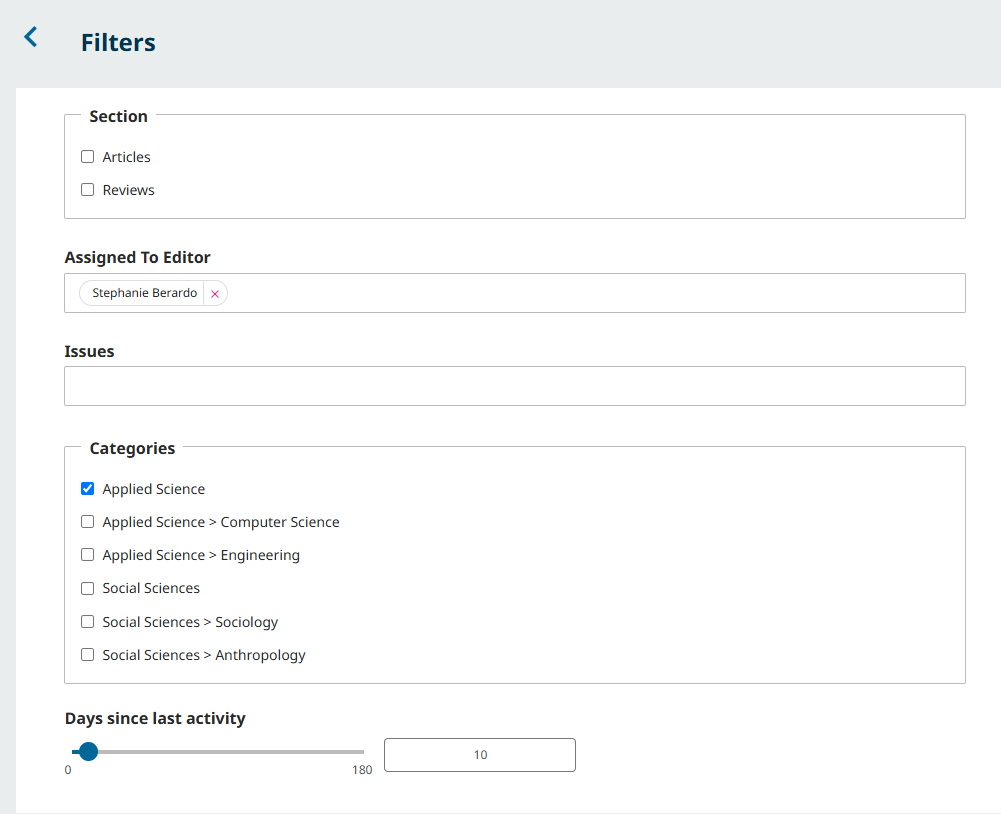 Filters
Section
Articles
Reviews
Assigned To Editor
Stephanie Berardo ×
Issues
Categories
Applied Science
Applied Science > Computer Science
Applied Science > Engineering
Social Sciences
Social Sciences > Sociology
Social Sciences > Anthropology
Days since last activity
10
0 180